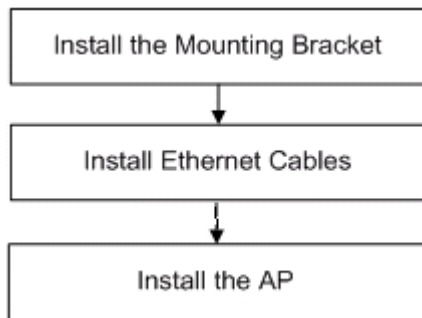 Install the Mounting Bracket
Install Ethernet Cables
Install the AP